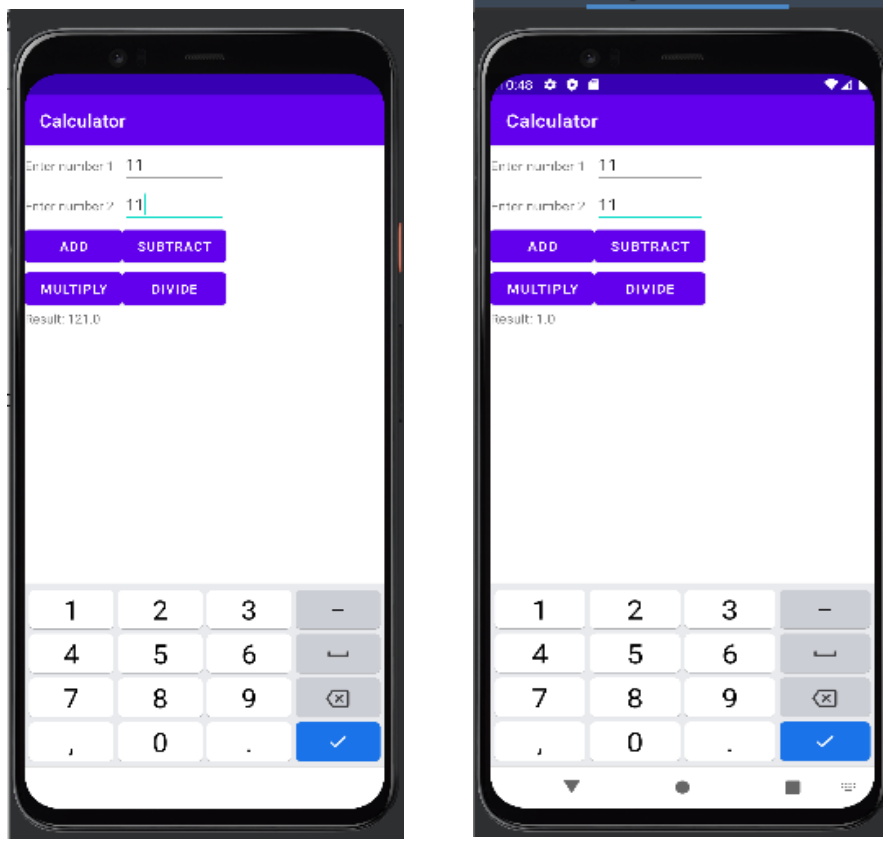 Calculator
Enter number 1 11
Enter number 2 11
ADD SUBTRACT
MULTIPLY DIVIDE
Result: 121.0
1 2 3 -
4 5 6
7 8 9
, 0 .
10:48
Calculator
Enter number 1 11
Enter number 2 11
ADD SUBTRACT
MULTIPLY DIVIDE
Result: 1.0
1 2 3 -
4 5 6
7 8 9
, 0 .